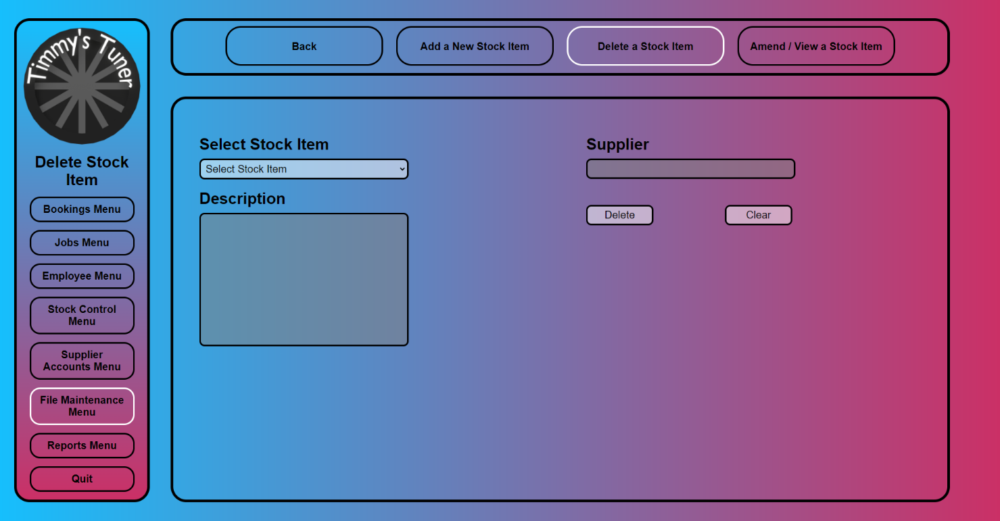 Timmy's Tuner
Delete Stock
Item
Bookings Menu
Jobs Menu
Employee Menu
Stock Control
Menu
Supplier
Accounts Menu
File Maintenance
Menu
Reports Menu
Quit
Back
Add a New Stock Item
Delete a Stock Item
Amend / View a Stock Item
Select Stock Item
Select Stock Item
Description
Supplier
Delete
Clear